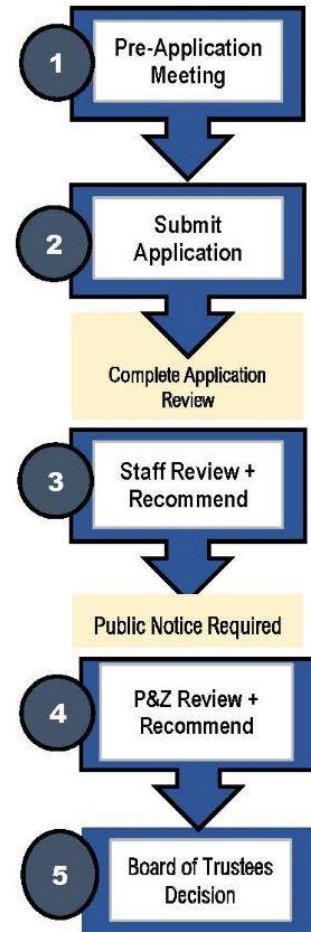 1
Pre-Application
Meeting
2
Submit
Application
Complete Application
Review
3
Staff Review +
Recommend
Public Notice Required
4
P&Z Review +
Recommend
5
Board of Trustees
Decision